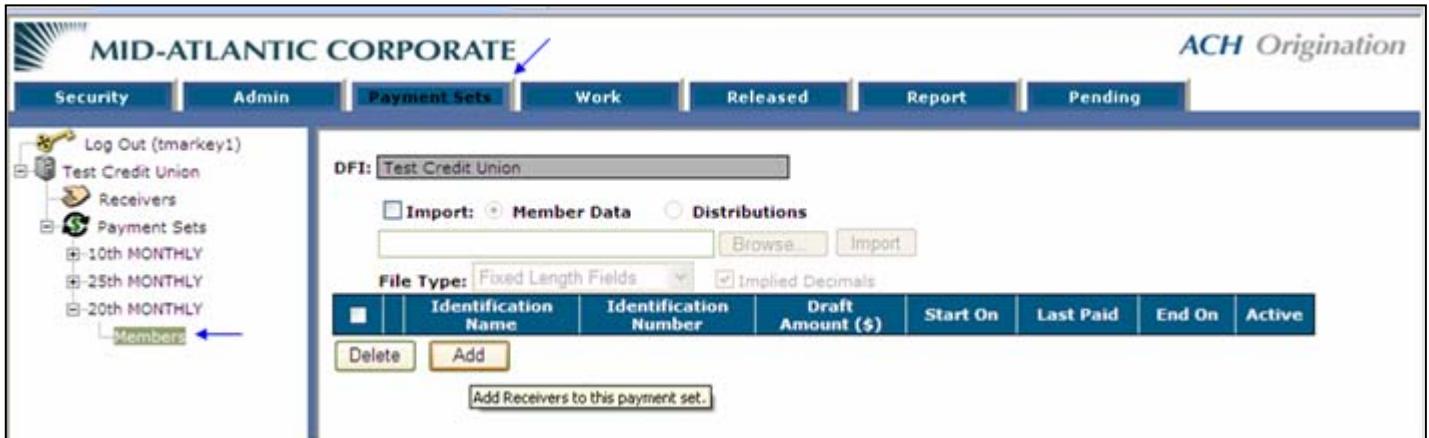 MID-ATLANTIC CORPORATE
ACH Origination
Security Admin Payment Sets Work Released Report Pending
Log Out (tmarkey1)
Test Credit Union
Receivers
Payment Sets
10th MONTHLY
25th MONTHLY
20th MONTHLY
Members
DFI: Test Credit Union
Import: Member Data Distributions
Browse... Import
File Type: Fixed Length Fields Implied Decimals
Identification Name Identification Number Draft Amount ($) Start On Last Paid End On Active
Delete Add
Add Receivers to this payment set.